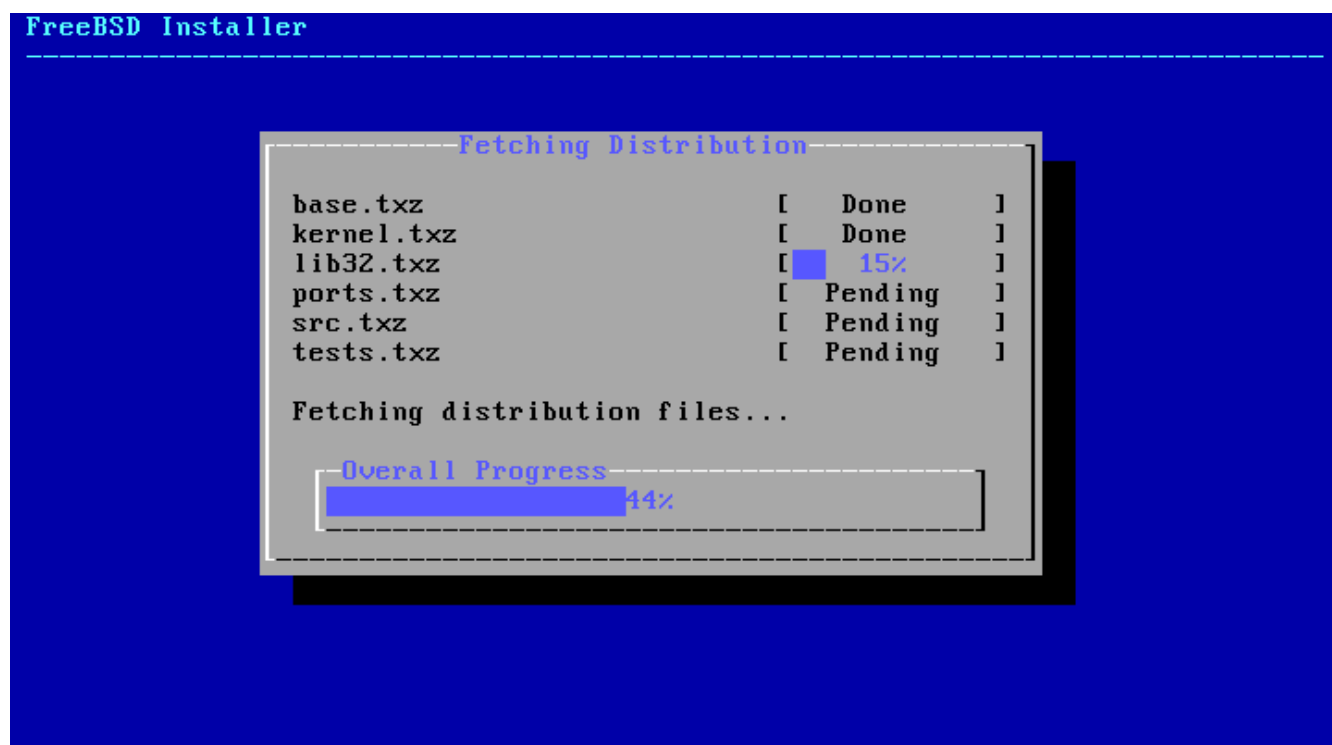 FreeBSD Installer
Fetching Distribution
base.txz [ Done ]
kernel.txz [ Done ]
lib32.txz [ 15% ]
ports.txz [ Pending ]
src.txz [ Pending ]
tests.txz [ Pending ]
Fetching distribution files...
Overall Progress
44%